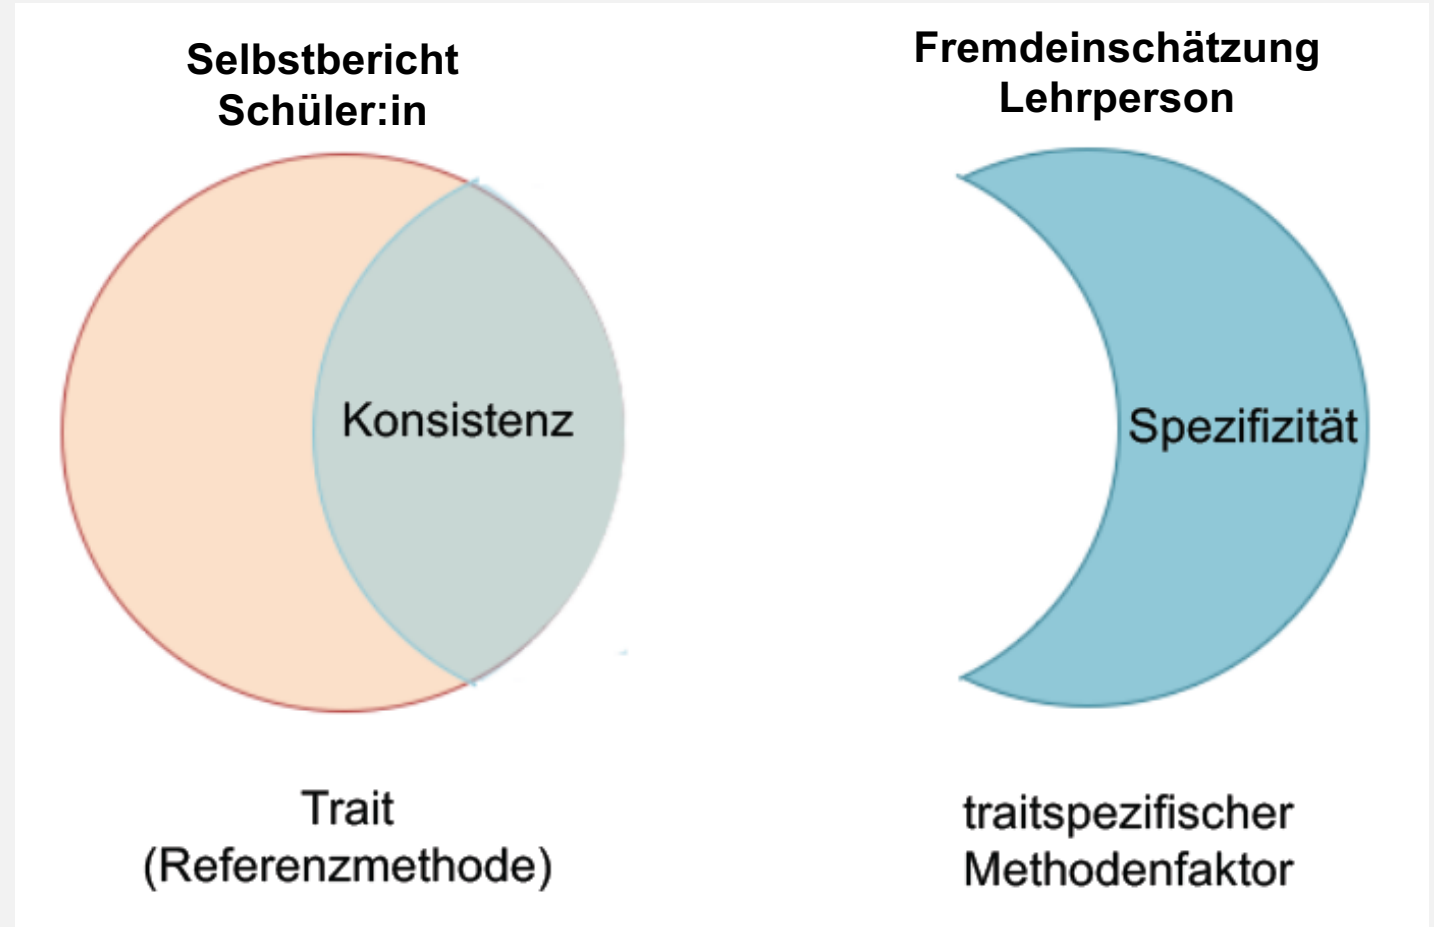 Selbstbericht
Schüler:in
Fremdeinschätzung
Lehrperson
Konsistenz
Spezifizität
Trait
(Referenzmethode)
traitspezifischer
Methodenfaktor